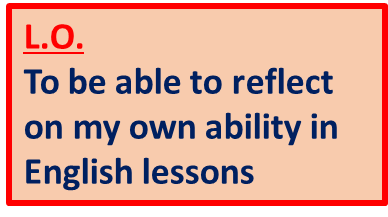 L.O.
To be able to reflect
on my own ability in
English lessons